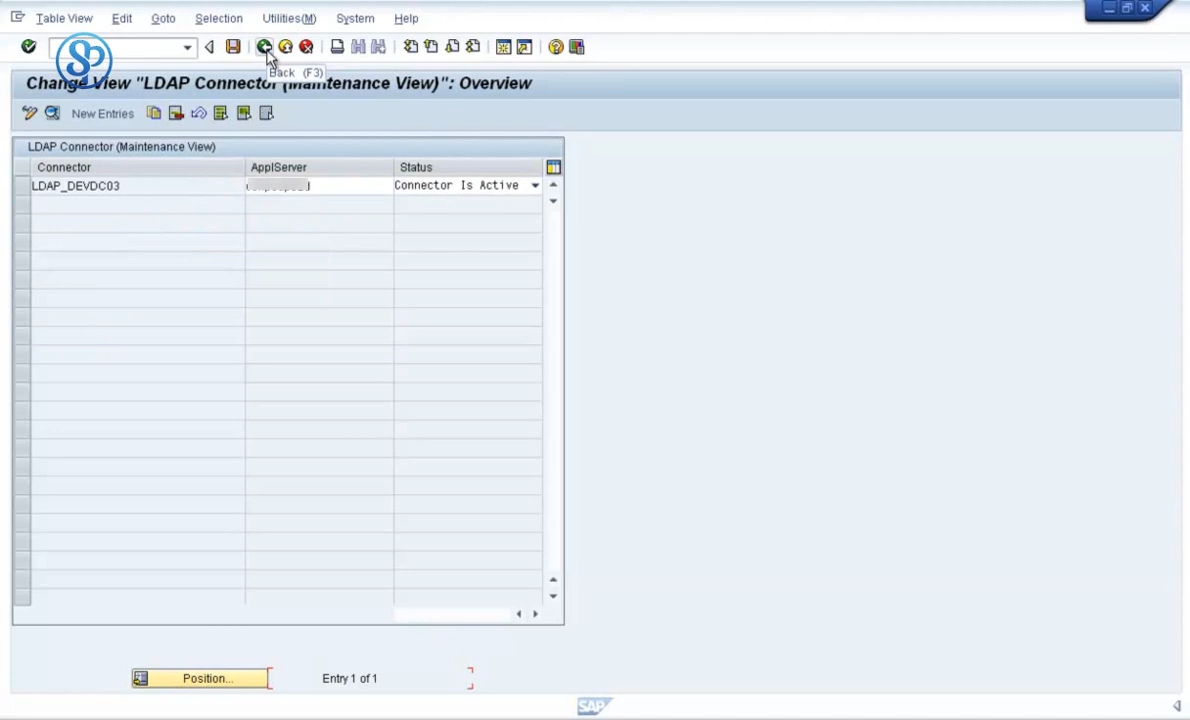 Table View Edit Goto Selection Utilities(M) System Help
SP
Back (F3)
Change View "LDAP Connector (Maintenance View)": Overview
New Entries
LDAP Connector (Maintenance View)
Connector ApplServer Status
LDAP_DEVDC03 Connector Is Active
Position... Entry 1 of 1
SAP